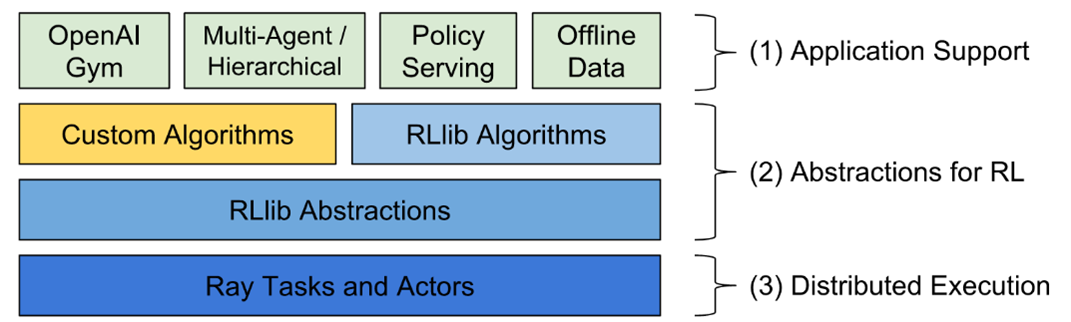 OpenAI
Gym
Multi-Agent /
Hierarchical
Policy
Serving
Offline
Data
(1) Application Support
Custom Algorithms
RLlib Algorithms
(2) Abstractions for RL
RLlib Abstractions
Ray Tasks and Actors
(3) Distributed Execution